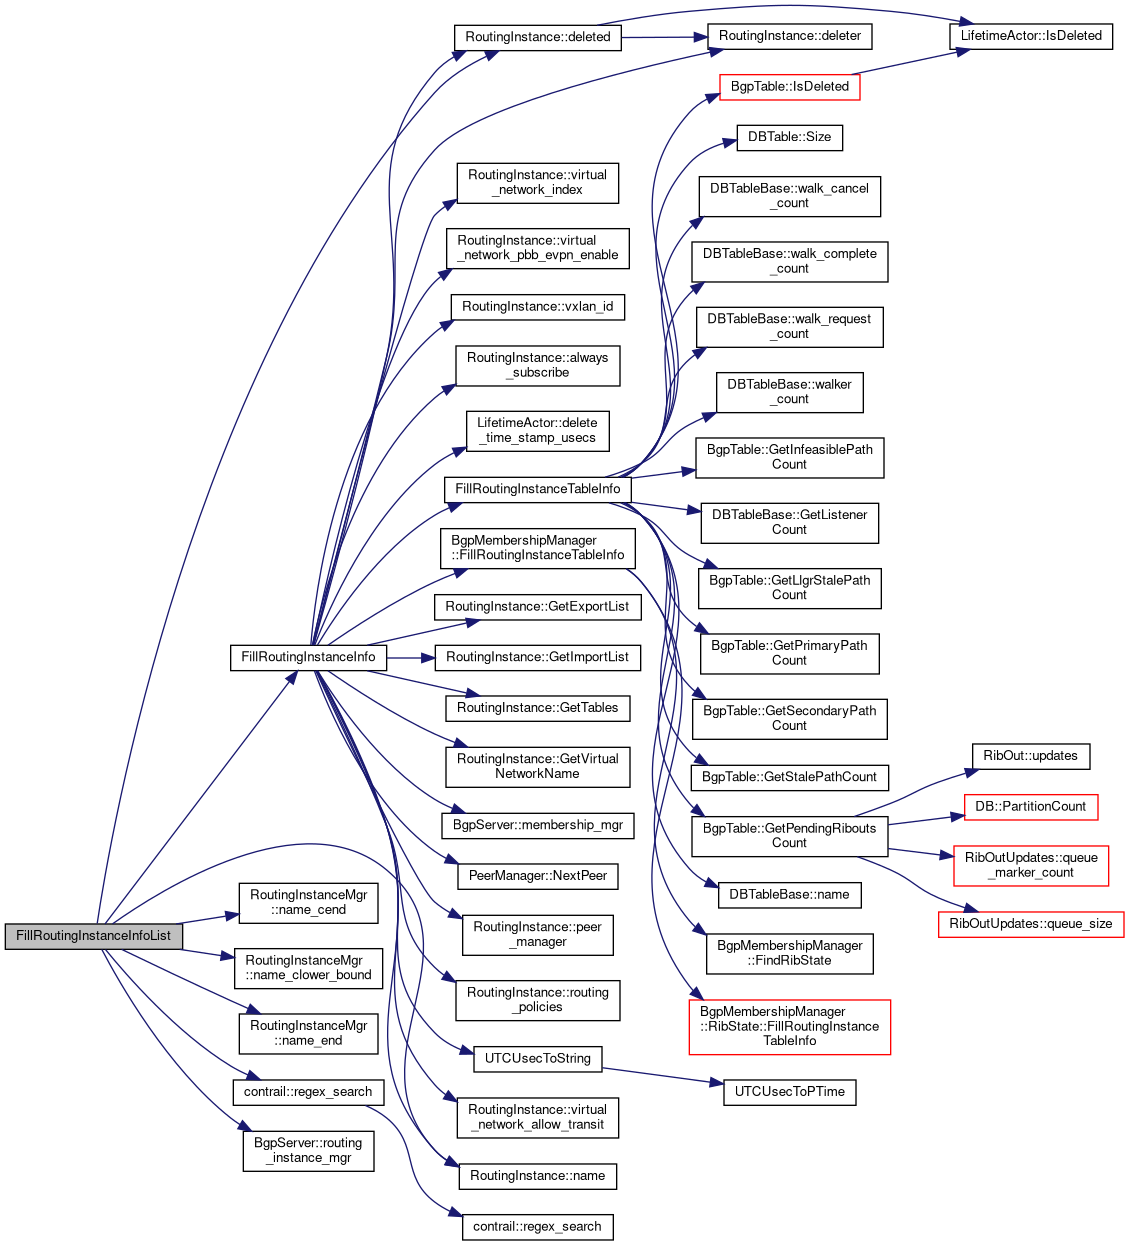 RoutingInstance::deleted
RoutingInstance::deleter
LifetimeActor::IsDeleted
BgpTable::IsDeleted
DBTable::Size
RoutingInstance::virtual
_network_index
DBTableBase::walk_cancel
_count
RoutingInstance::virtual
_network_pbb_evpn_enable
DBTableBase::walk_complete
_count
RoutingInstance::vxlan_id
DBTableBase::walk_request
_count
RoutingInstance::always
_subscribe
DBTableBase::walker
_count
LifetimeActor::delete
_time_stamp_usecs
BgpTable::GetInfeasiblePath
Count
FillRoutingInstanceTableInfo
DBTableBase::GetListener
Count
BgpMembershipManager
::FillRoutingInstanceTableInfo
BgpTable::GetLlgrStalePath
Count
RoutingInstance::GetExportList
BgpTable::GetPrimaryPath
Count
FillRoutingInstanceInfo
RoutingInstance::GetImportList
RoutingInstance::GetTables
BgpTable::GetSecondaryPath
Count
RoutingInstance::GetVirtual
NetworkName
BgpTable::GetStalePathCount
RibOut::updates
DB::PartitionCount
BgpServer::membership_mgr
BgpTable::GetPendingRibouts
Count
RibOutUpdates::queue
_marker_count
PeerManager::NextPeer
DBTableBase::name
RibOutUpdates::queue_size
RoutingInstanceMgr
::name_cend
RoutingInstance::peer
_manager
FillRoutingInstanceInfoList
BgpMembershipManager
::FindRibState
RoutingInstanceMgr
::name_clower_bound
RoutingInstance::routing
_policies
BgpMembershipManager
::RibState::FillRoutingInstance
TableInfo
RoutingInstanceMgr
::name_end
UTCUsecToString
contrail::regex_search
UTCUsecToPTime
RoutingInstance::virtual
_network_allow_transit
BgpServer::routing
_instance_mgr
RoutingInstance::name
contrail::regex_search